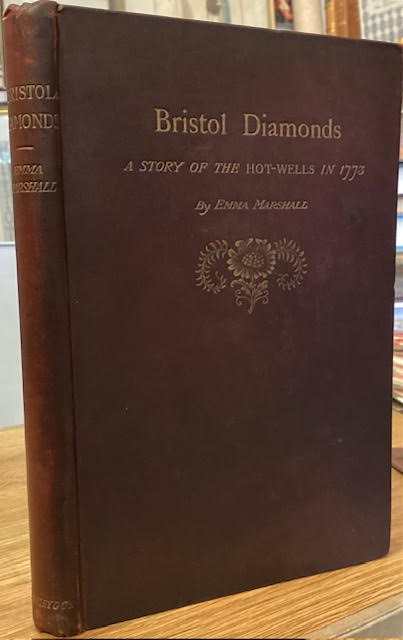 Bristol Diamonds
A STORY OF THE HOT-WELLS IN 1773
By EMMA MARSHALL
BRISTOL
DIAMONDS
EMMA
MARSHALL